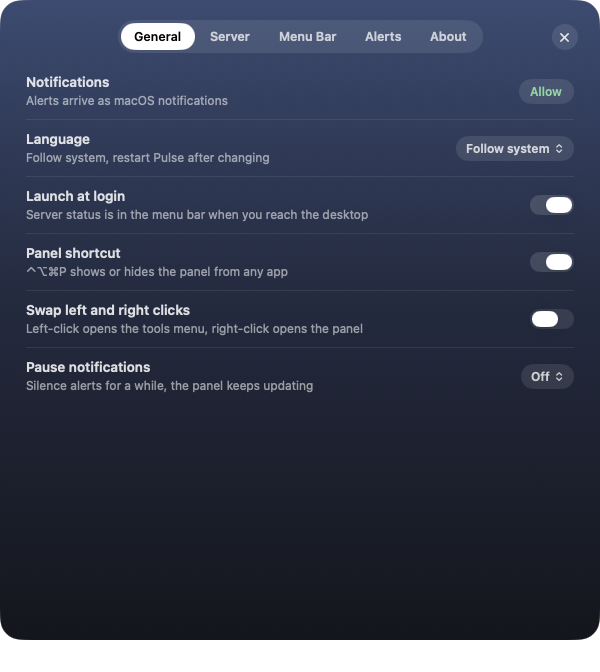 General
Server
Menu Bar
Alerts
About
Notifications
Alerts arrive as macOS notifications
Allow
Language
Follow system, restart Pulse after changing
Follow system
Launch at login
Server status is in the menu bar when you reach the desktop
Panel shortcut
⌃⌥⌘P shows or hides the panel from any app
Swap left and right clicks
Left-click opens the tools menu, right-click opens the panel
Pause notifications
Silence alerts for a while, the panel keeps updating
Off